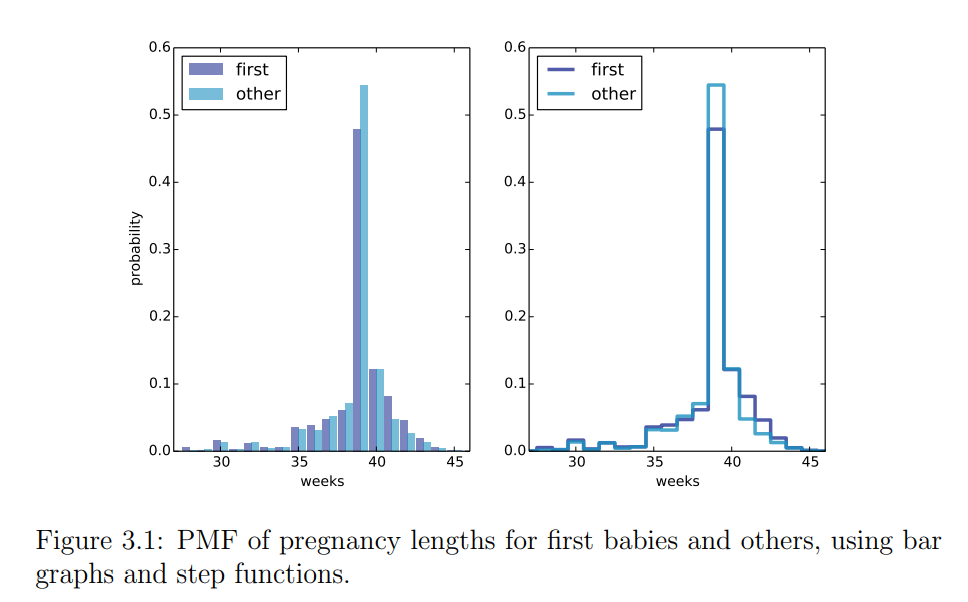 0.6
0.5
0.4
0.3
0.2
0.1
0.0
probability
first
other
30 35 40 45
weeks
0.6
0.5
0.4
0.3
0.2
0.1
0.0
first
other
30 35 40 45
weeks
Figure 3.1: PMF of pregnancy lengths for first babies and others, using bar
graphs and step functions.